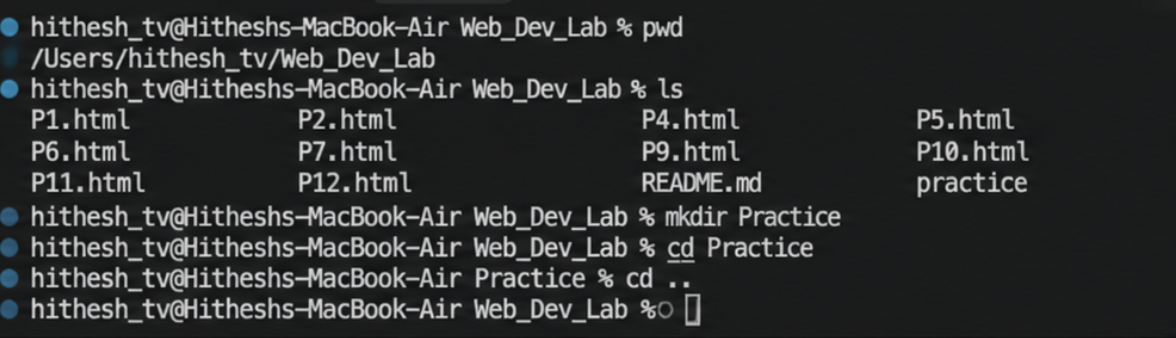 hithesh_tv@Hitheshs-MacBook-Air Web_Dev_Lab % pwd
/Users/hithesh_tv/Web_Dev_Lab
hithesh_tv@Hitheshs-MacBook-Air Web_Dev_Lab % ls
P1.html P2.html P4.html P5.html
P6.html P7.html P9.html P10.html
P11.html P12.html README.md practice
hithesh_tv@Hitheshs-MacBook-Air Web_Dev_Lab % mkdir Practice
hithesh_tv@Hitheshs-MacBook-Air Web_Dev_Lab % cd Practice
hithesh_tv@Hitheshs-MacBook-Air Practice % cd ..
hithesh_tv@Hitheshs-MacBook-Air Web_Dev_Lab %